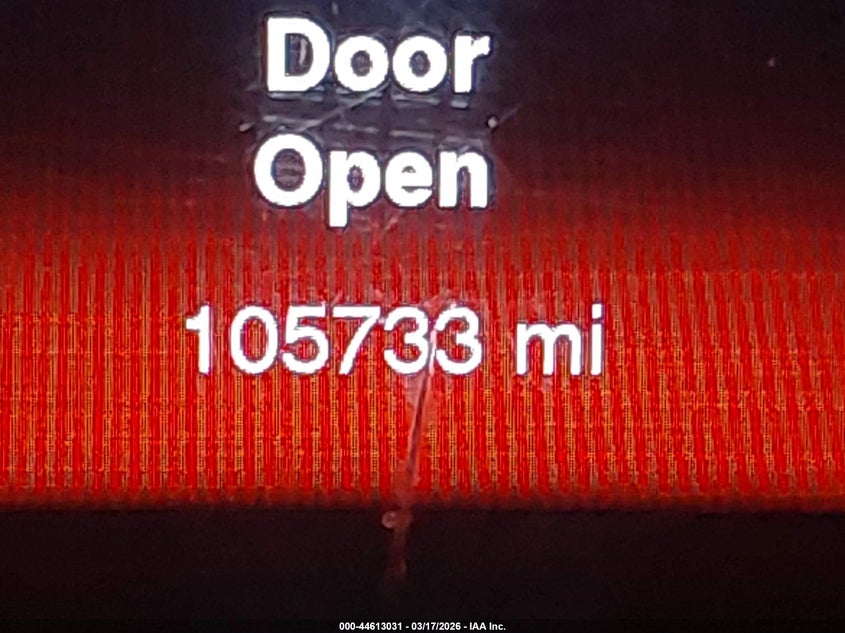 Door
Open
105733 mi
000-44613031 - 03/17/2026 - IAA Inc.